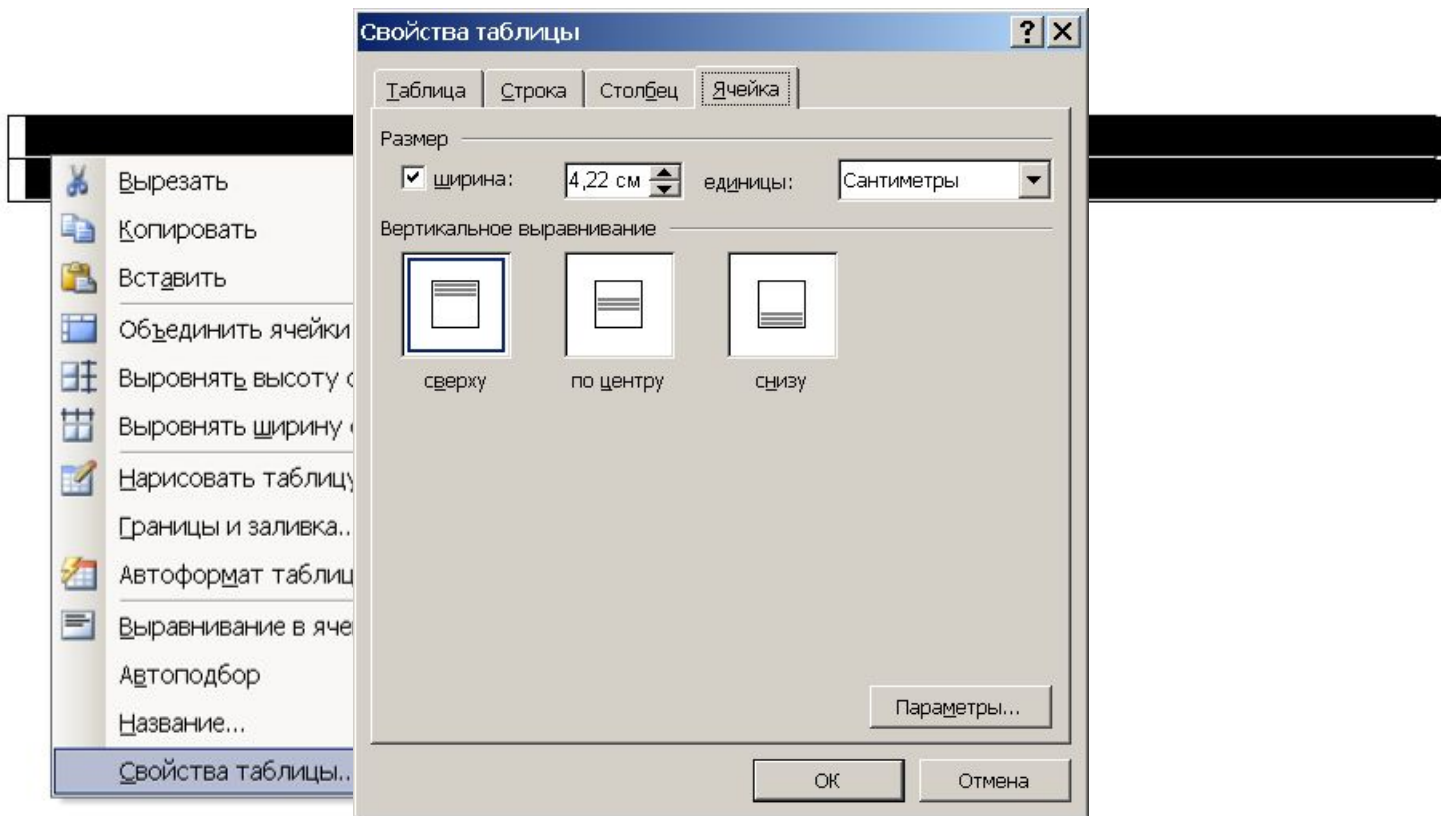 Свойства таблицы
Таблица Строка Столбец Ячейка
Размер
ширина: 4,22 см единицы: Сантиметры
Вертикальное выравнивание
сверху по центру снизу
Параметры...
ОК Отмена
Вырезать
Копировать
Вставить
Объединить ячейки
Выровнять высоту с
Выровнять ширину
Нарисовать таблицу
Границы и заливка..
Автоформат таблиц
Выравнивание в яче
Автоподбор
Название...
Свойства таблицы..